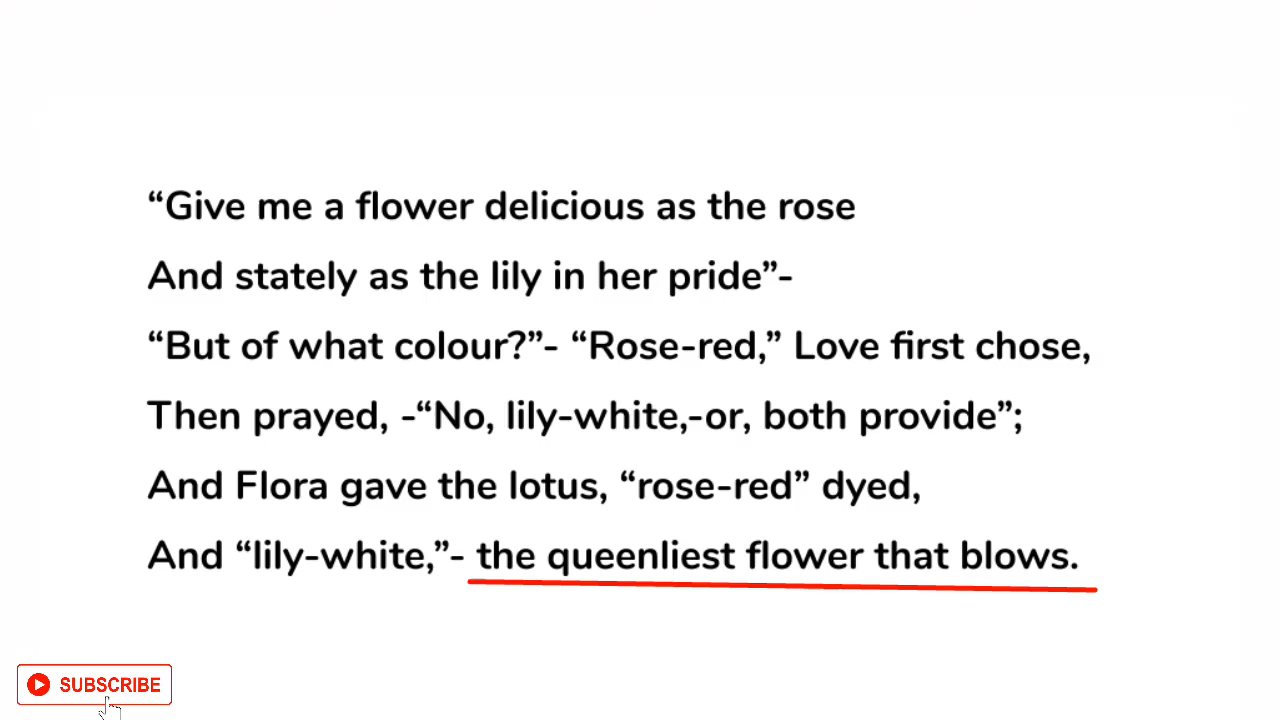 “Give me a flower delicious as the rose
And stately as the lily in her pride”-
“But of what colour?”- “Rose-red,” Love first chose,
Then prayed, -“No, lily-white,-or, both provide”;
And Flora gave the lotus, “rose-red” dyed,
And “lily-white,”- the queenliest flower that blows.
SUBSCRIBE